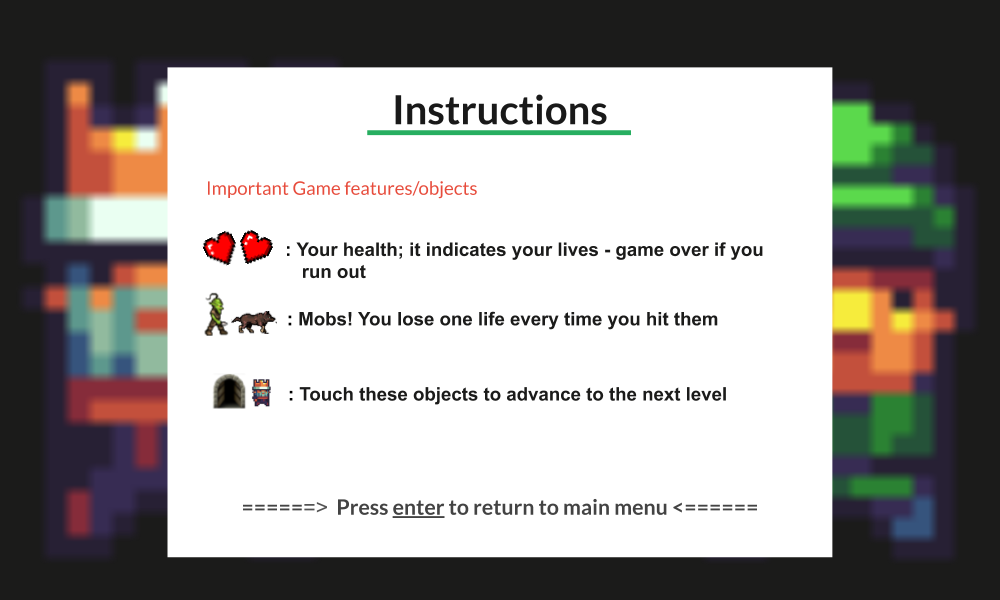 Instructions
Important Game features/objects
: Your health; it indicates your lives - game over if you
run out
: Mobs! You lose one life every time you hit them
: Touch these objects to advance to the next level
======> Press enter to return to main menu <======